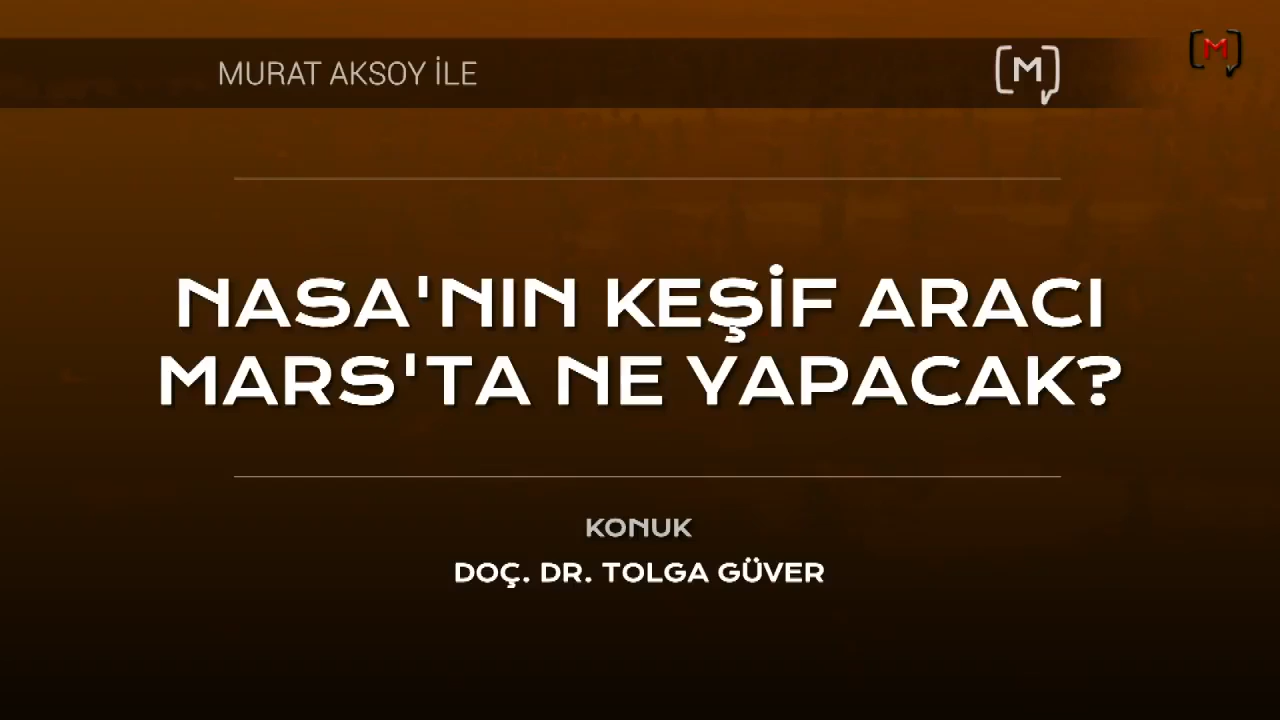 MURAT AKSOY İLE
[M]
[M]
NASA'NIN KEŞİF ARACI
MARS'TA NE YAPACAK?
KONUK
DOÇ. DR. TOLGA GÜVER